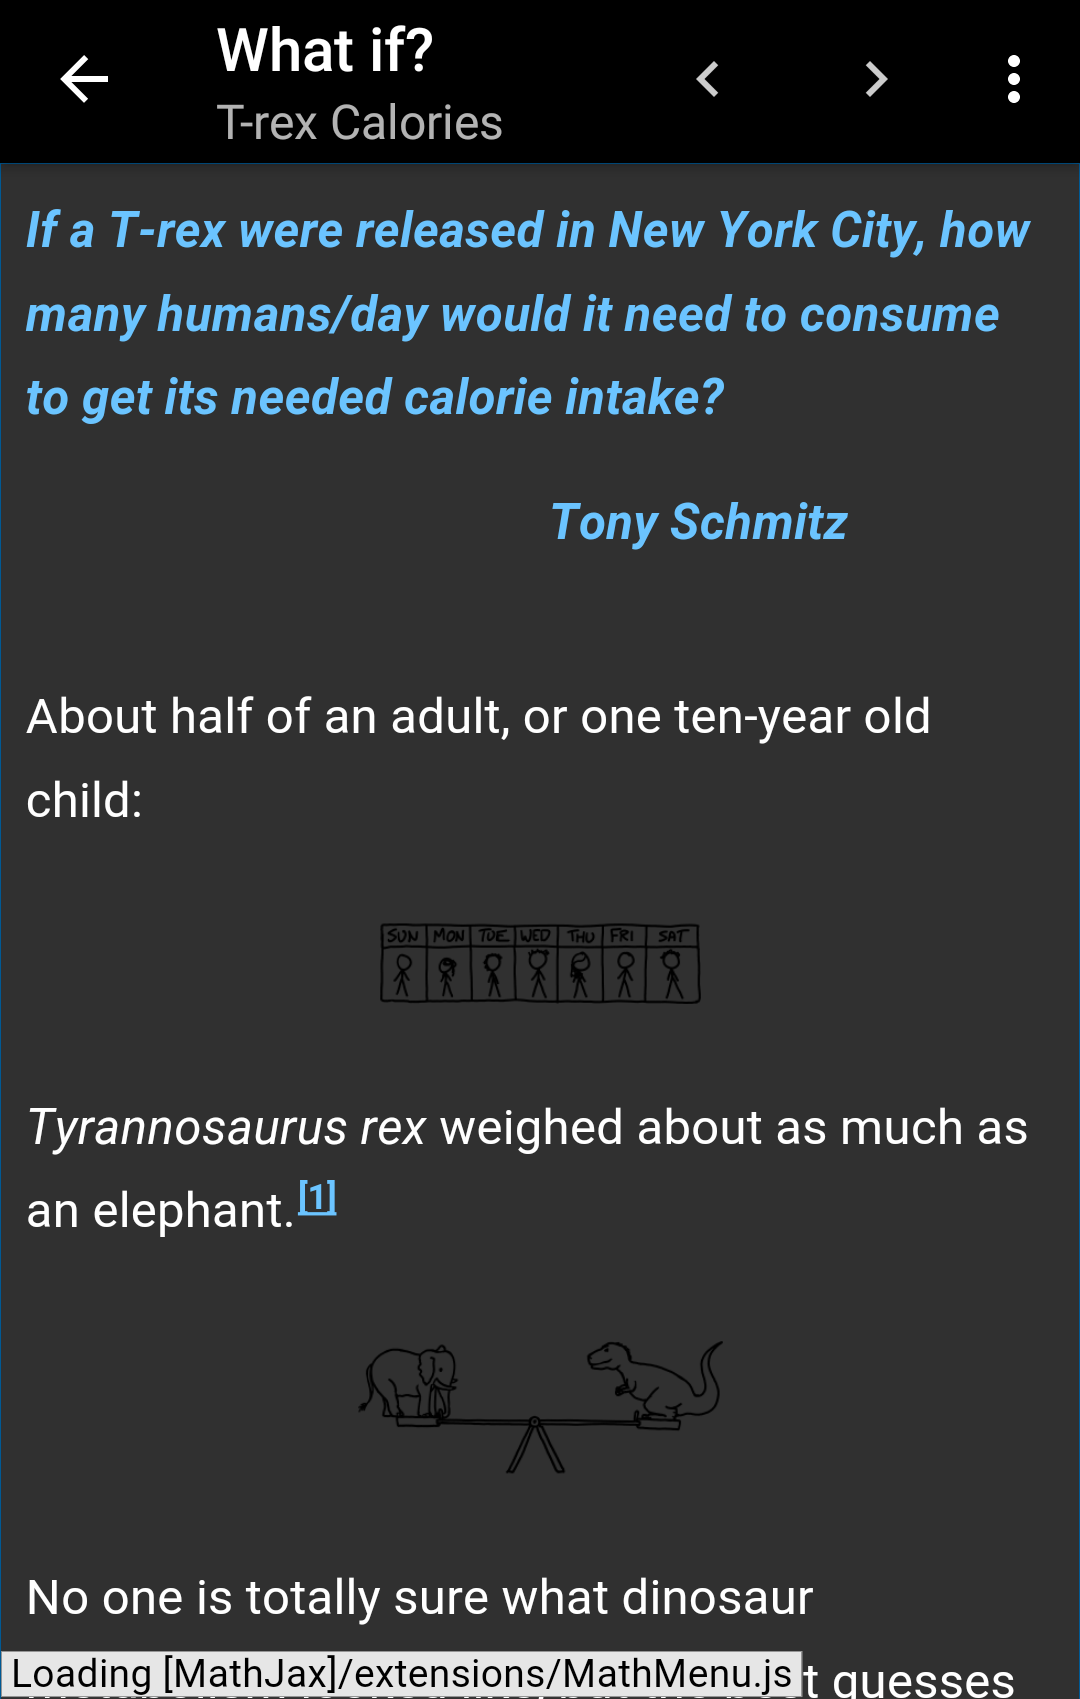 What if?
T-rex Calories
If a T-rex were released in New York City, how
many humans/day would it need to consume
to get its needed calorie intake?
Tony Schmitz
About half of an adult, or one ten-year old
child:
SUN MON TUE WED THU FRI SAT
Tyrannosaurus rex weighed about as much as
an elephant.[1]
No one is totally sure what dinosaur
Loading [MathJax]/extensions/MathMenu.js
guesses